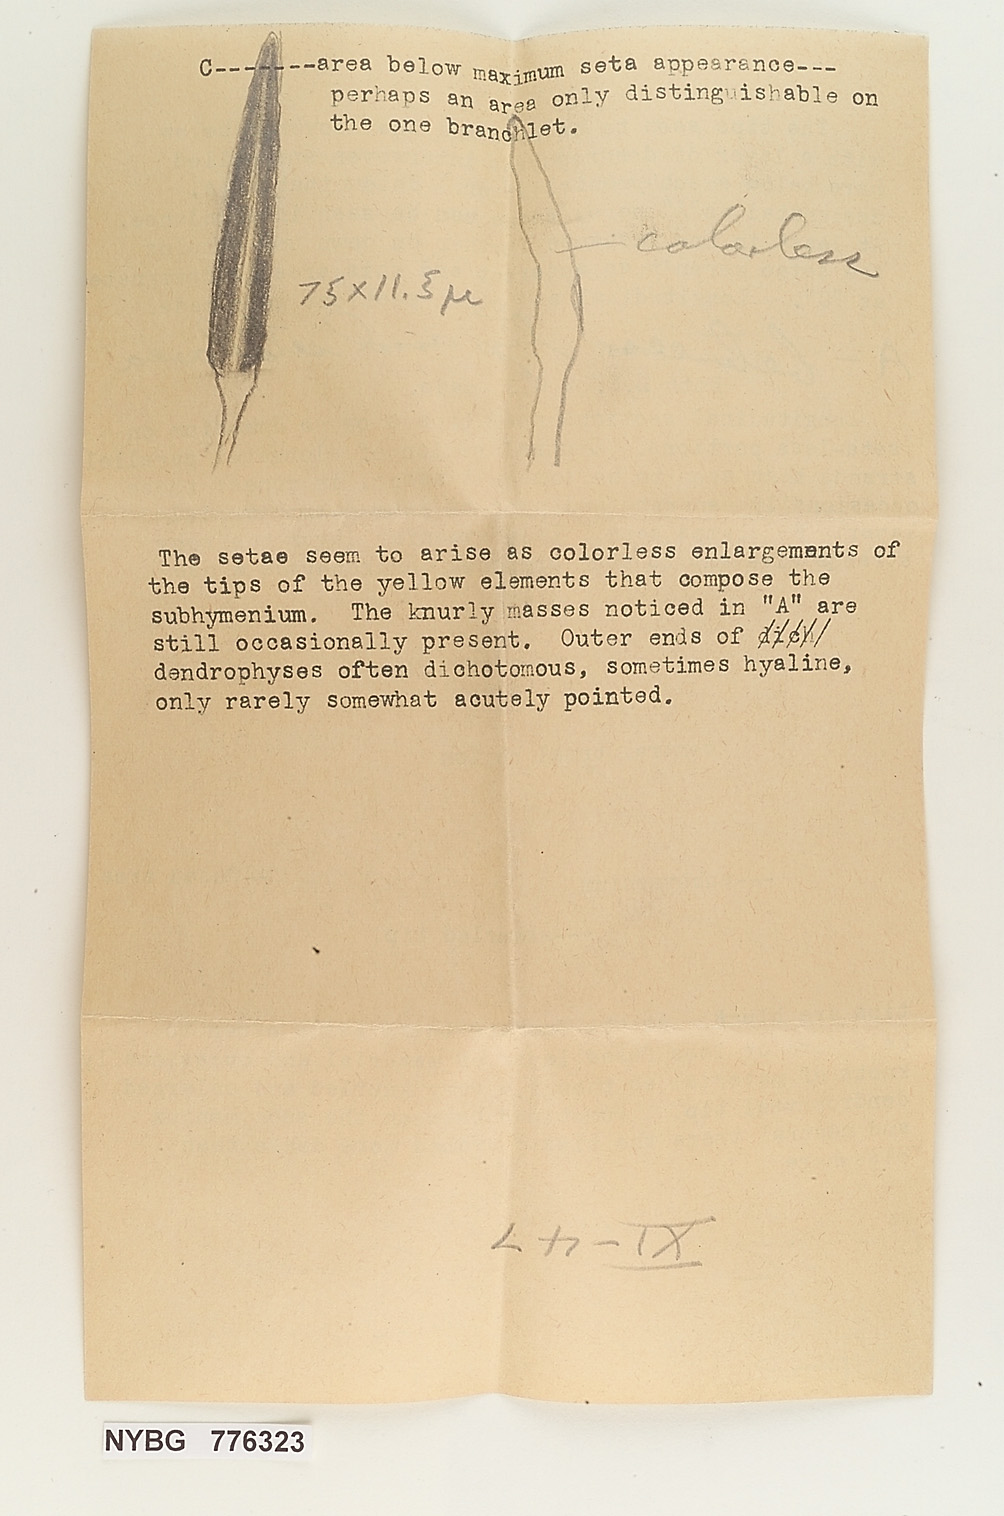 C-------area below maximum seta appearance---
perhaps an area only distinguishable on
the one branchlet.
colorless
75 x 11.5 µ
The setae seem to arise as colorless enlargements of
the tips of the yellow elements that compose the
subhymenium. The knurly masses noticed in "A" are
still occasionally present. Outer ends of
dendrophyses often dichotomous, sometimes hyaline,
only rarely somewhat acutely pointed.
NYBG 776323